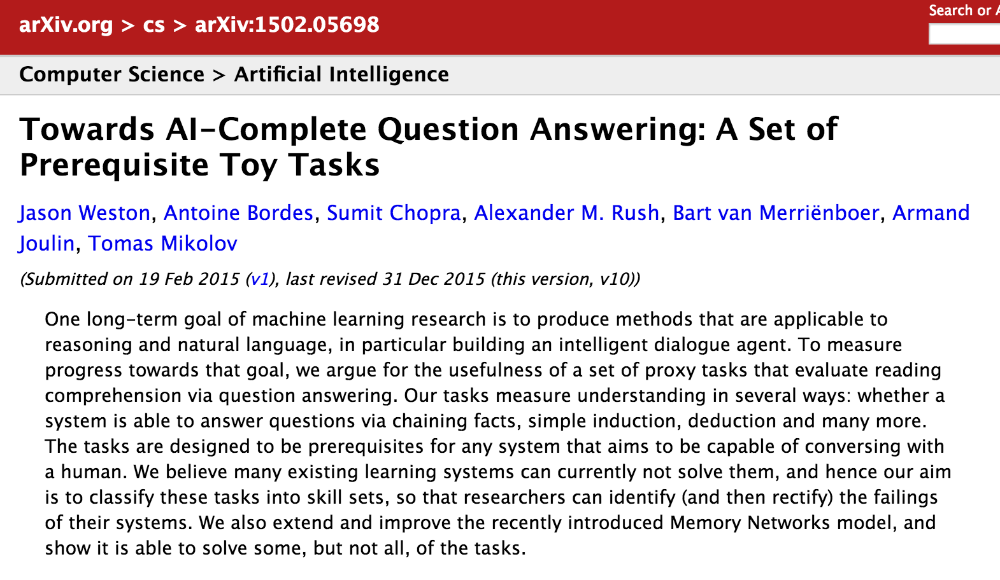 Search or A
arXiv.org > cs > arXiv:1502.05698
Computer Science > Artificial Intelligence
Towards AI-Complete Question Answering: A Set of
Prerequisite Toy Tasks
Jason Weston, Antoine Bordes, Sumit Chopra, Alexander M. Rush, Bart van Merriënboer, Armand
Joulin, Tomas Mikolov
(Submitted on 19 Feb 2015 (v1), last revised 31 Dec 2015 (this version, v10))
One long-term goal of machine learning research is to produce methods that are applicable to
reasoning and natural language, in particular building an intelligent dialogue agent. To measure
progress towards that goal, we argue for the usefulness of a set of proxy tasks that evaluate reading
comprehension via question answering. Our tasks measure understanding in several ways: whether a
system is able to answer questions via chaining facts, simple induction, deduction and many more.
The tasks are designed to be prerequisites for any system that aims to be capable of conversing with
a human. We believe many existing learning systems can currently not solve them, and hence our aim
is to classify these tasks into skill sets, so that researchers can identify (and then rectify) the failings
of their systems. We also extend and improve the recently introduced Memory Networks model, and
show it is able to solve some, but not all, of the tasks.